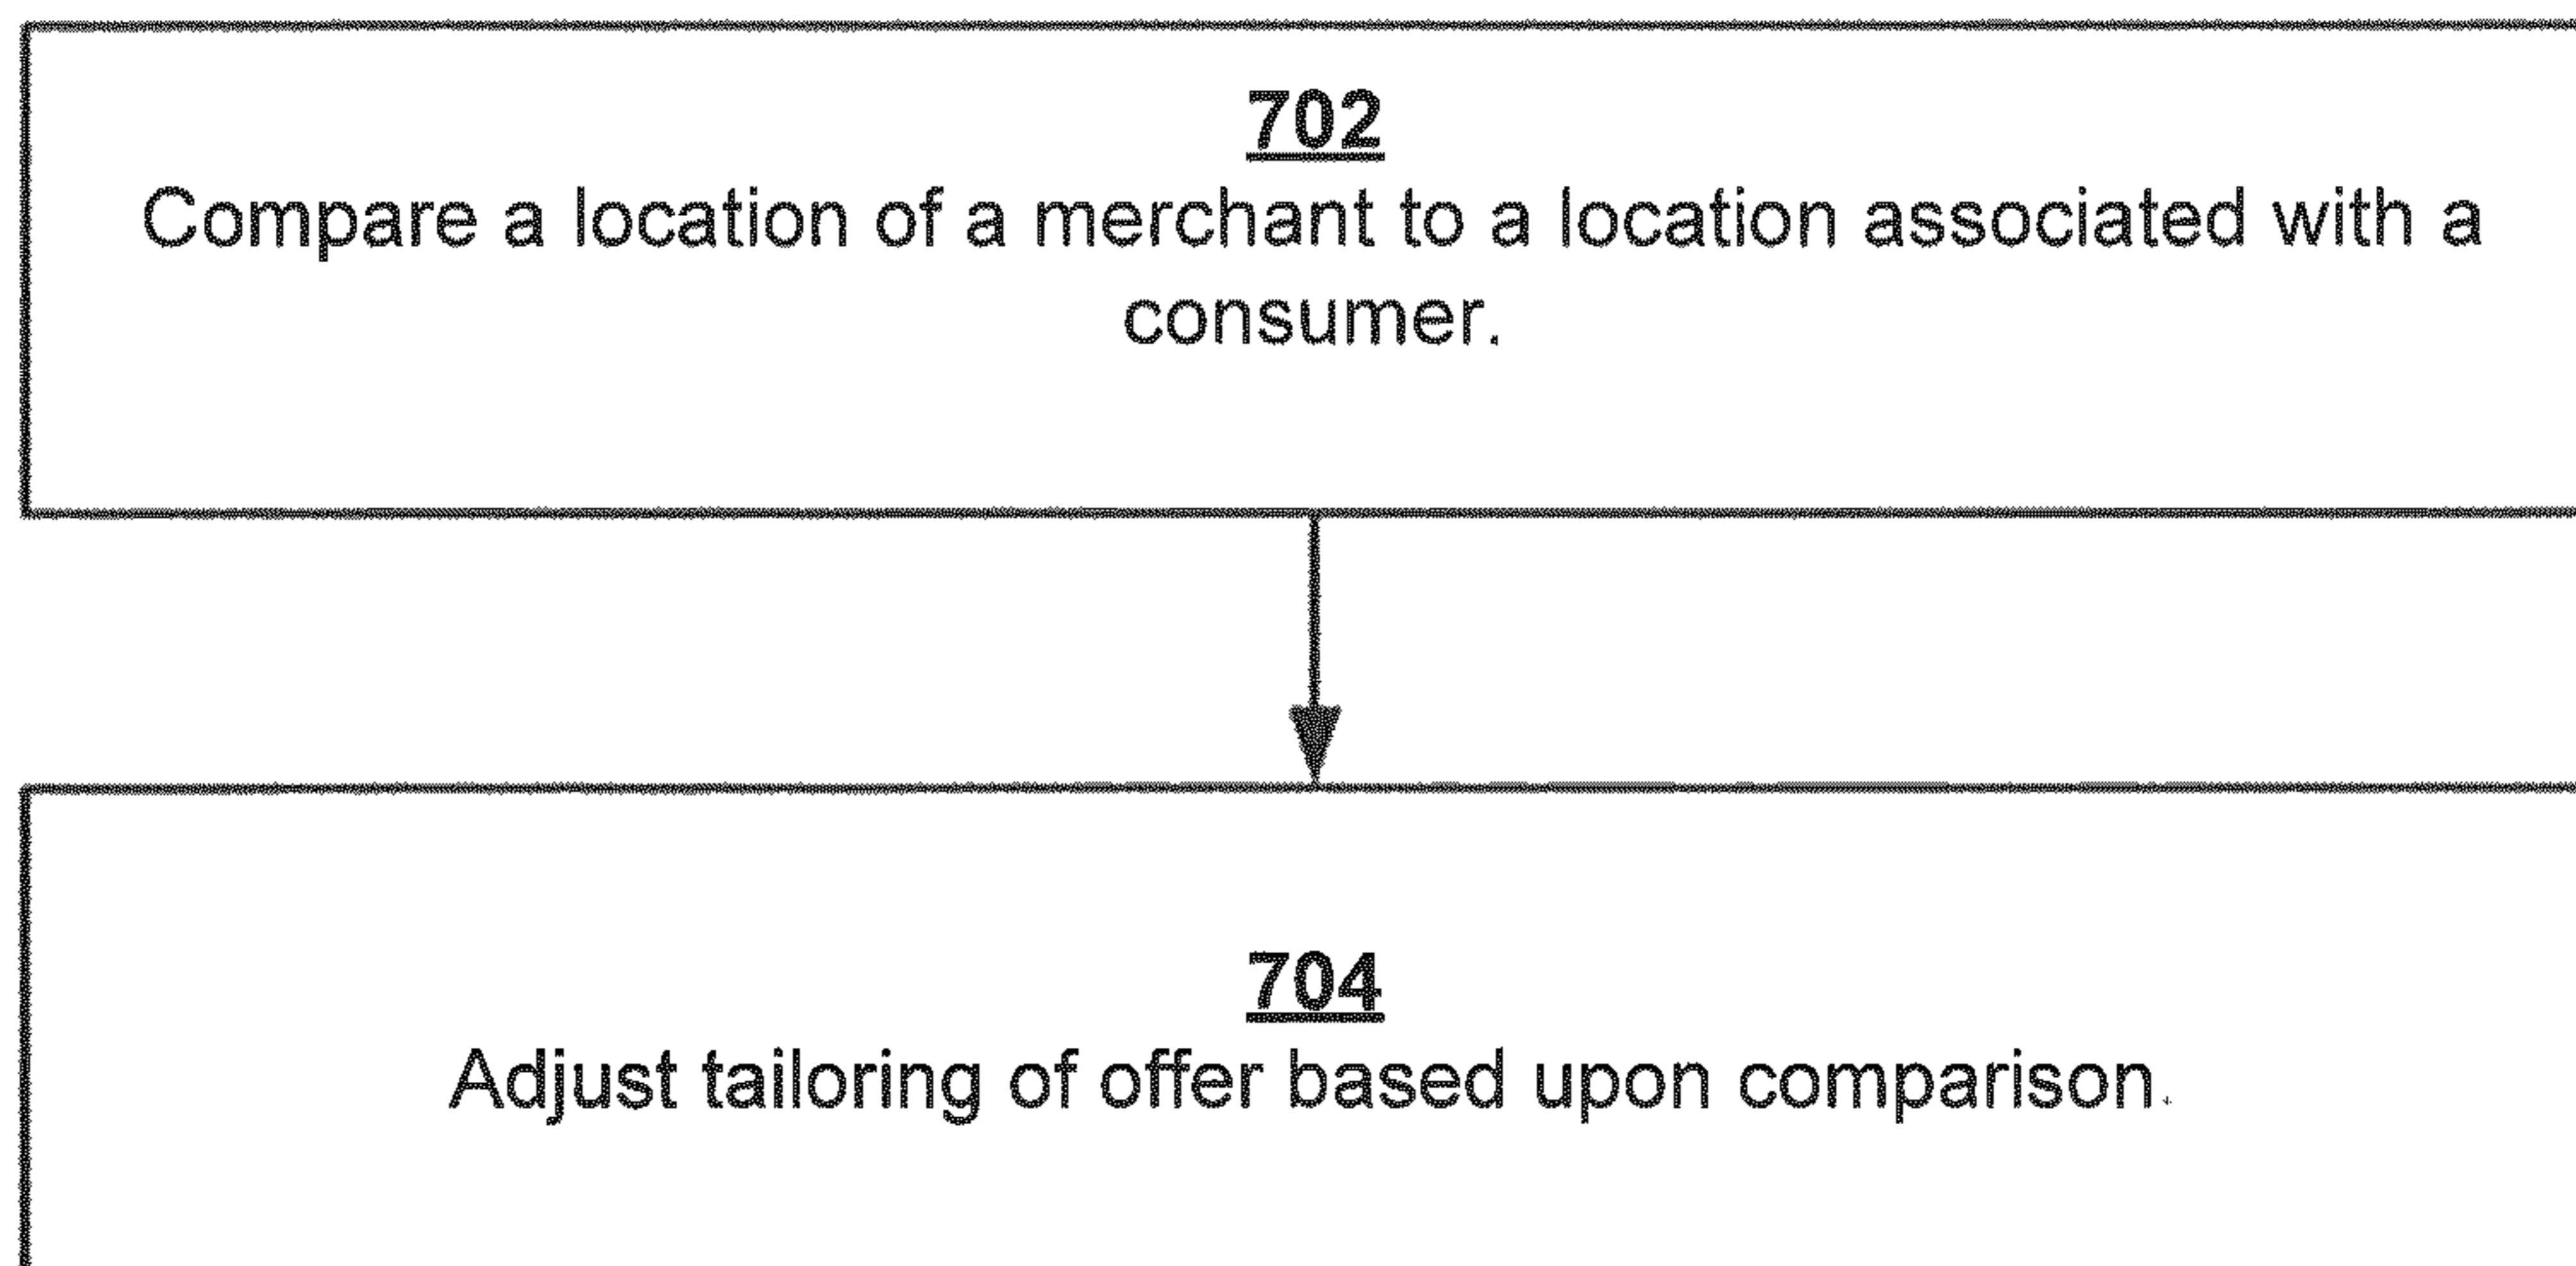 702
Compare a location of a merchant to a location associated with a
consumer.
704
Adjust tailoring of offer based upon comparison.